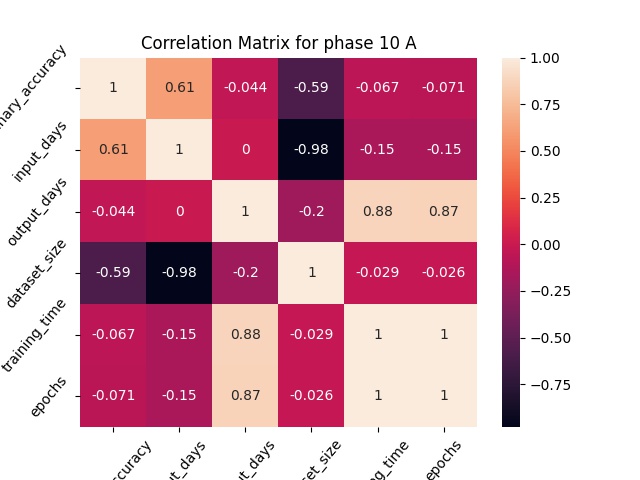 Correlation Matrix for phase 10 A
nary_accuracy 1 0.61 -0.044 -0.59 -0.067 -0.071
input_days 0.61 1 0 -0.98 -0.15 -0.15
output_days -0.044 0 1 -0.2 0.88 0.87
dataset_size -0.59 -0.98 -0.2 1 -0.029 -0.026
training_time -0.067 -0.15 0.88 -0.029 1 1
epochs -0.071 -0.15 0.87 -0.026 1 1
ccuracy ut_days ut_days set_size ng_time epochs
1.00
0.75
0.50
0.25
0.00
−0.25
−0.50
−0.75